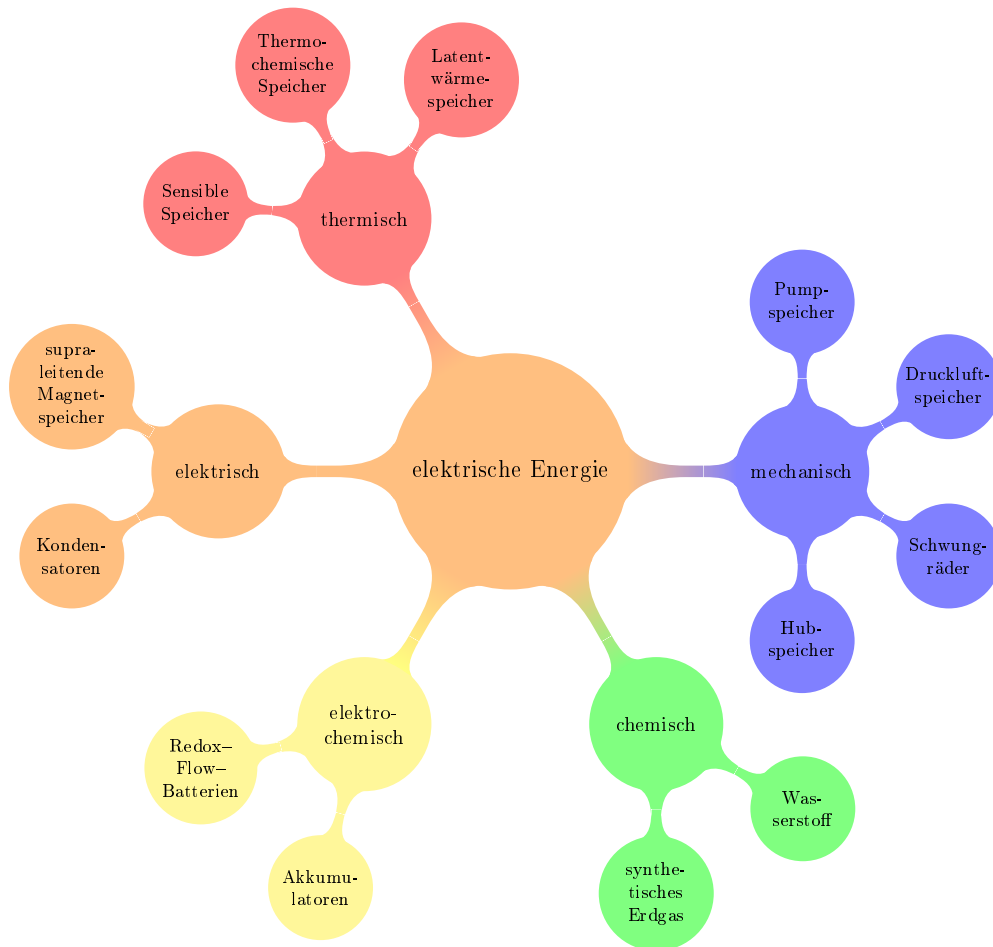 Thermo-
chemische
Speicher
Latent-
wärme-
speicher
Sensible
Speicher
thermisch
Pump-
speicher
Druckluft-
speicher
mechanisch
Schwung-
räder
Hub-
speicher
supra-
leitende
Magnet-
speicher
elektrisch
Konden-
satoren
elektrische Energie
elektro-
chemisch
Redox–
Flow–
Batterien
Akkumu-
latoren
chemisch
Was-
serstoff
synthe-
tisches
Erdgas